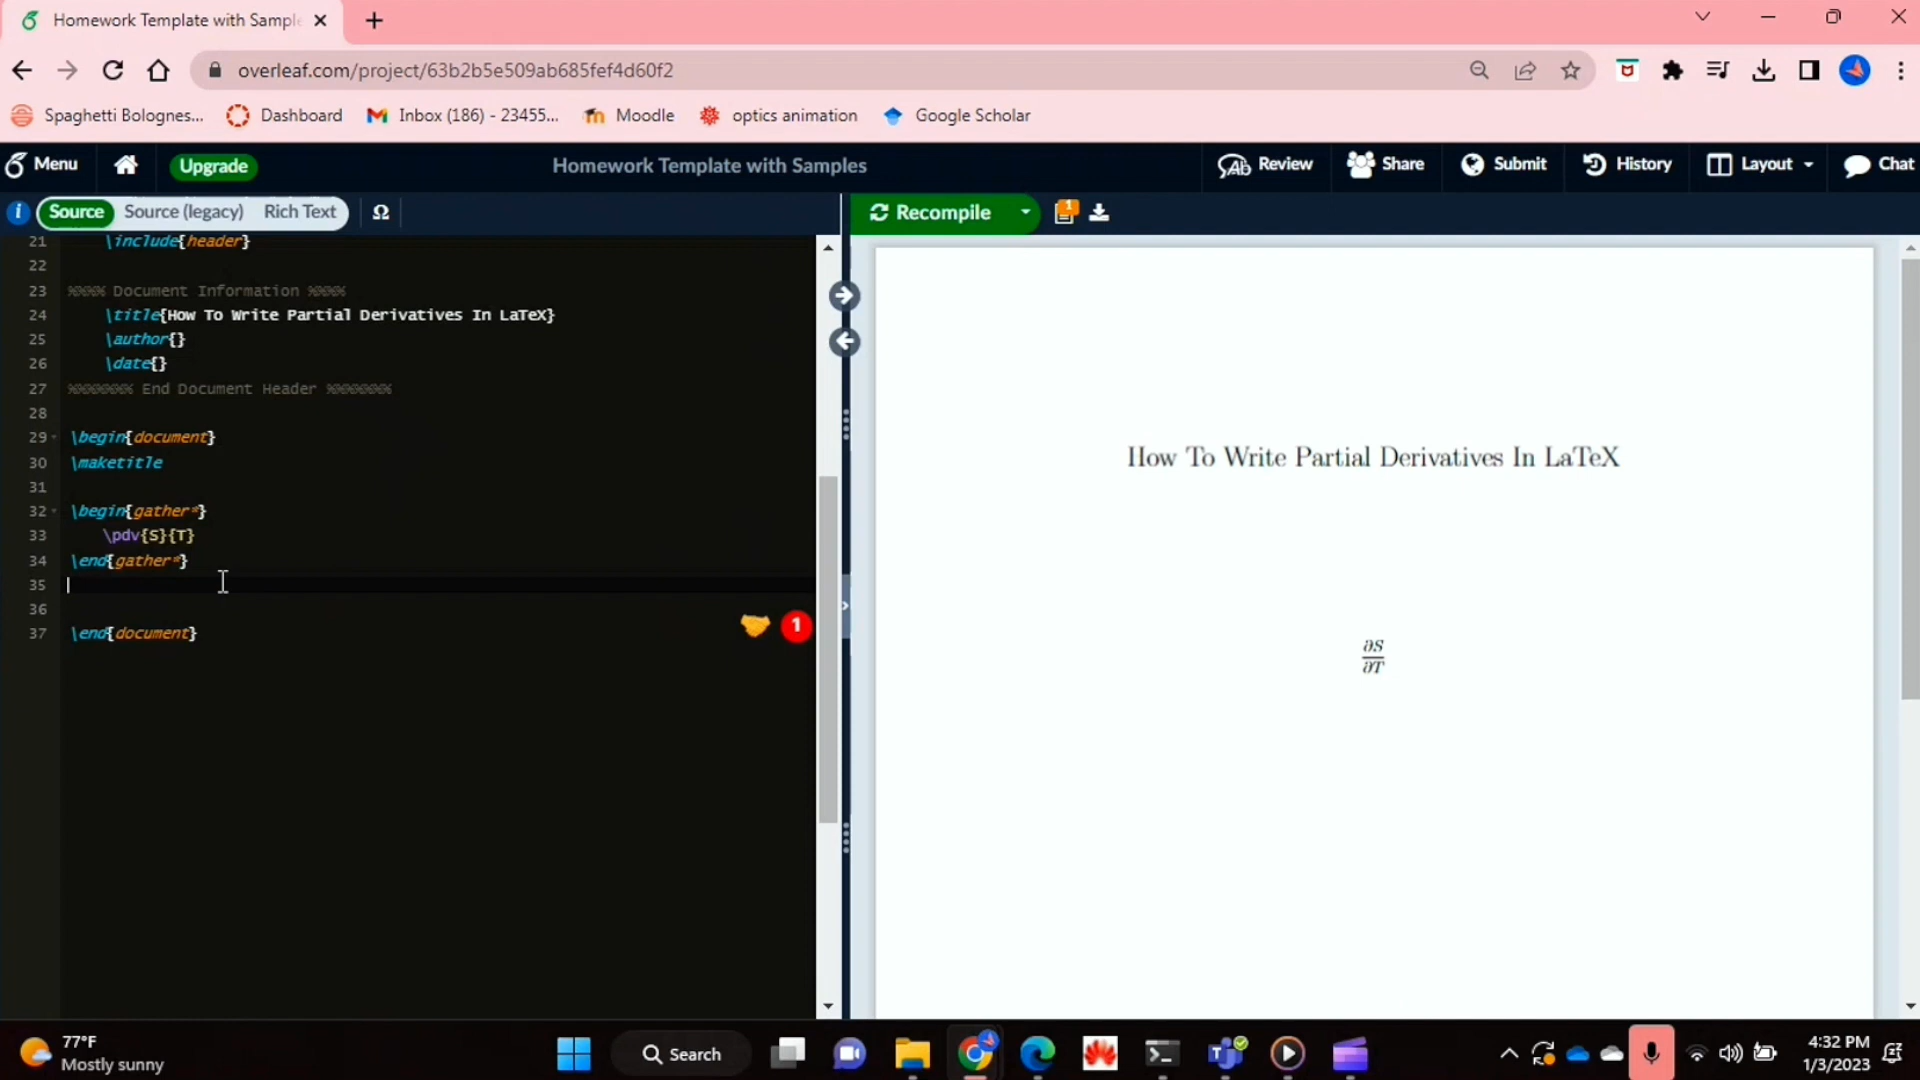 Homework Template with Sampl
overleaf.com/project/63b2b5e509ab685fef4d60f2
Spaghetti Bolognes...
Dashboard
Inbox (186) - 23455...
Moodle
optics animation
Google Scholar
Menu
Upgrade
Homework Template with Samples
Review
Share
Submit
History
Layout
Chat
Source
Source (legacy)
Rich Text
Ω
Recompile
1
21 \include{header}
22
23 %%%% Document Information %%%%
24 \title{How To Write Partial Derivatives In LaTeX}
25 \author{}
26 \date{}
27 %%%%%%% End Document Header %%%%%%%
28
29 \begin{document}
30 \maketitle
31
32 \begin{gather*}
33 \pdv{S}{T}
34 \end{gather*}
35
36
37 \end{document}
1
How To Write Partial Derivatives In LaTeX
∂S
∂T
77°F
Mostly sunny
Search
4:32 PM
1/3/2023